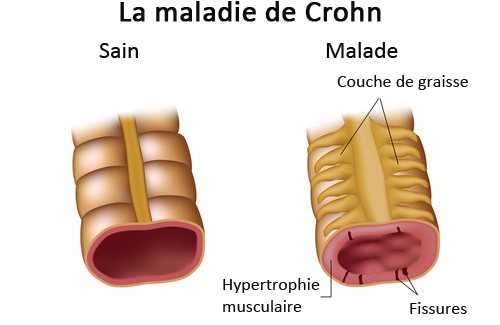 La maladie de Crohn
Sain
Malade
Couche de graisse
Hypertrophie
musculaire
Fissures